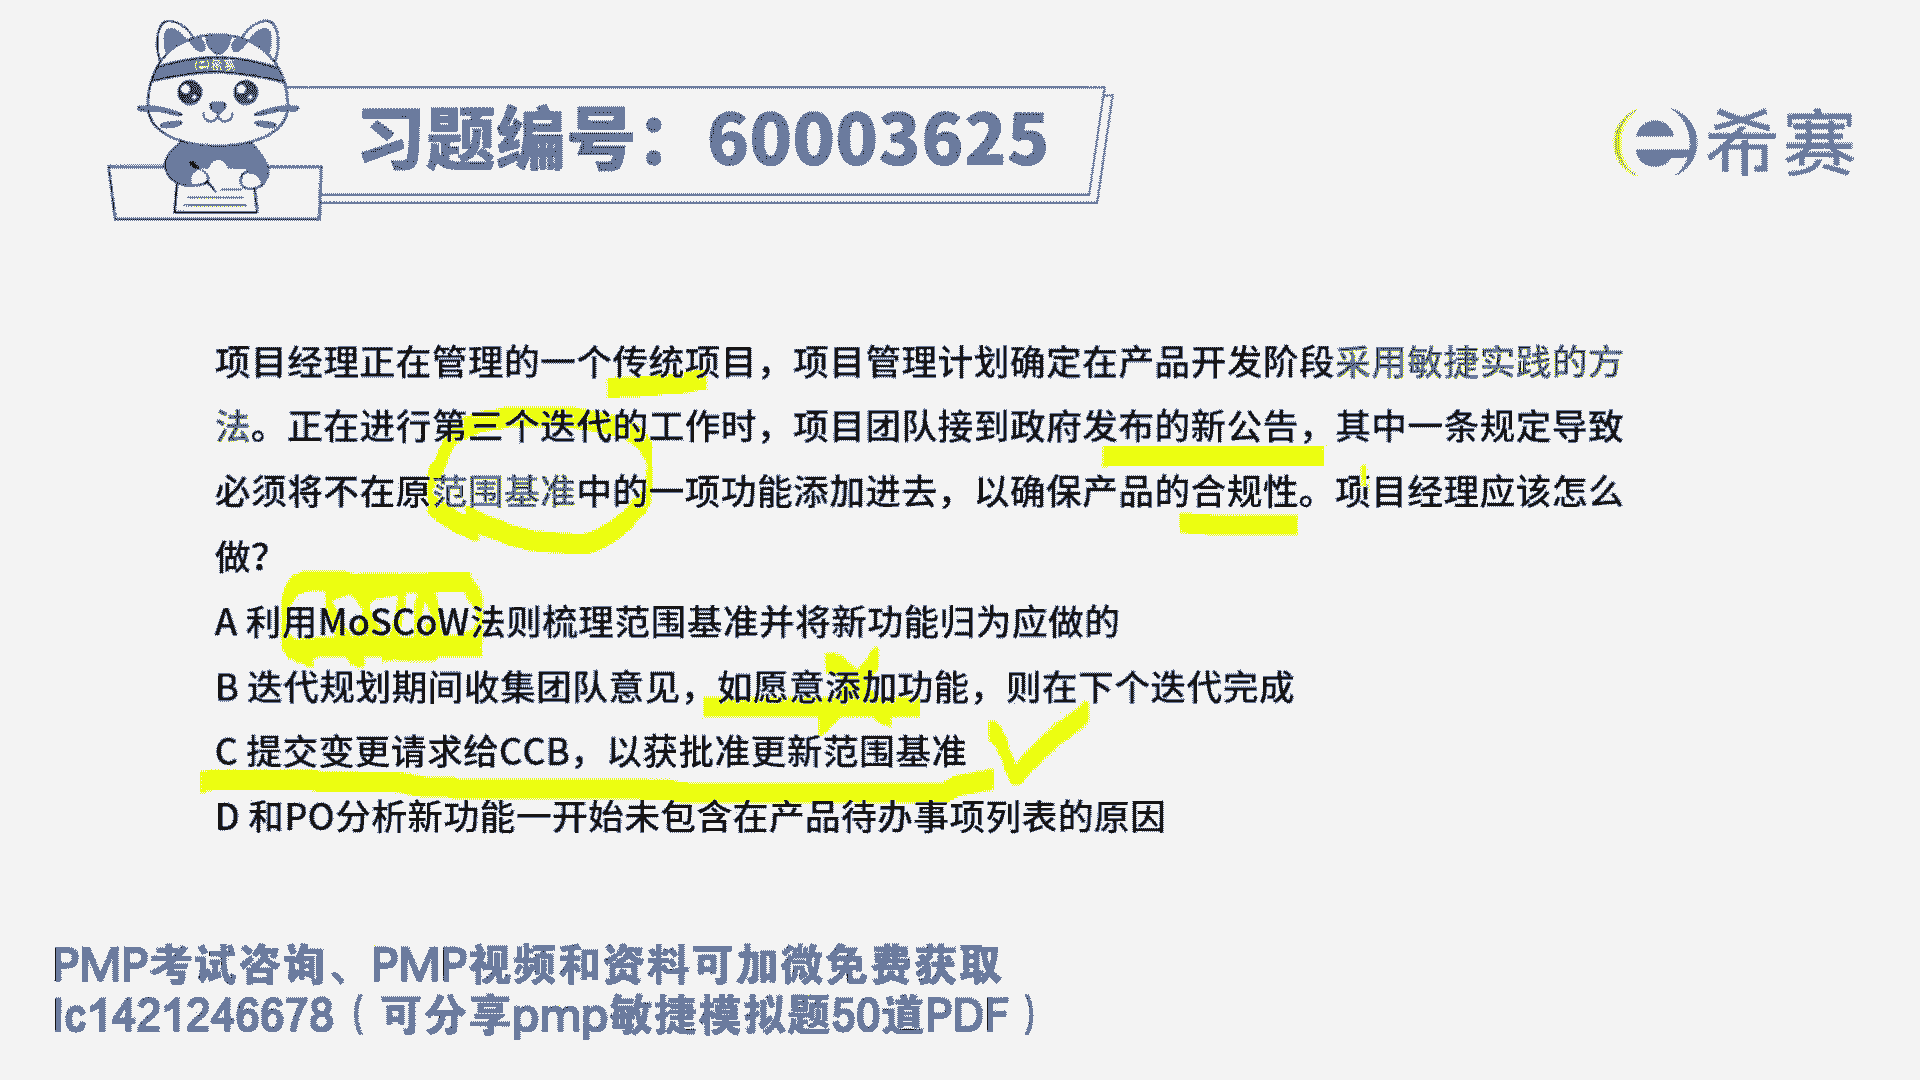 习题编号：60003625
希赛
项目经理正在管理的一个传统项目，项目管理计划确定在产品开发阶段采用敏捷实践的方
法。正在进行第三个迭代的工作时，项目团队接到政府发布的新公告，其中一条规定导致
必须将不在原范围基准中的一项功能添加进去，以确保产品的合规性。项目经理应该怎么
做？
A 利用MoSCoW法则梳理范围基准并将新功能归为应做的
B 迭代规划期间收集团队意见，如愿意添加功能，则在下个迭代完成
C 提交变更请求给CCB，以获批准更新范围基准
D 和PO分析新功能一开始未包含在产品待办事项列表的原因
PMP考试咨询、PMP视频和资料可加微免费获取
lc1421246678（可分享pmp敏捷模拟题50道PDF）